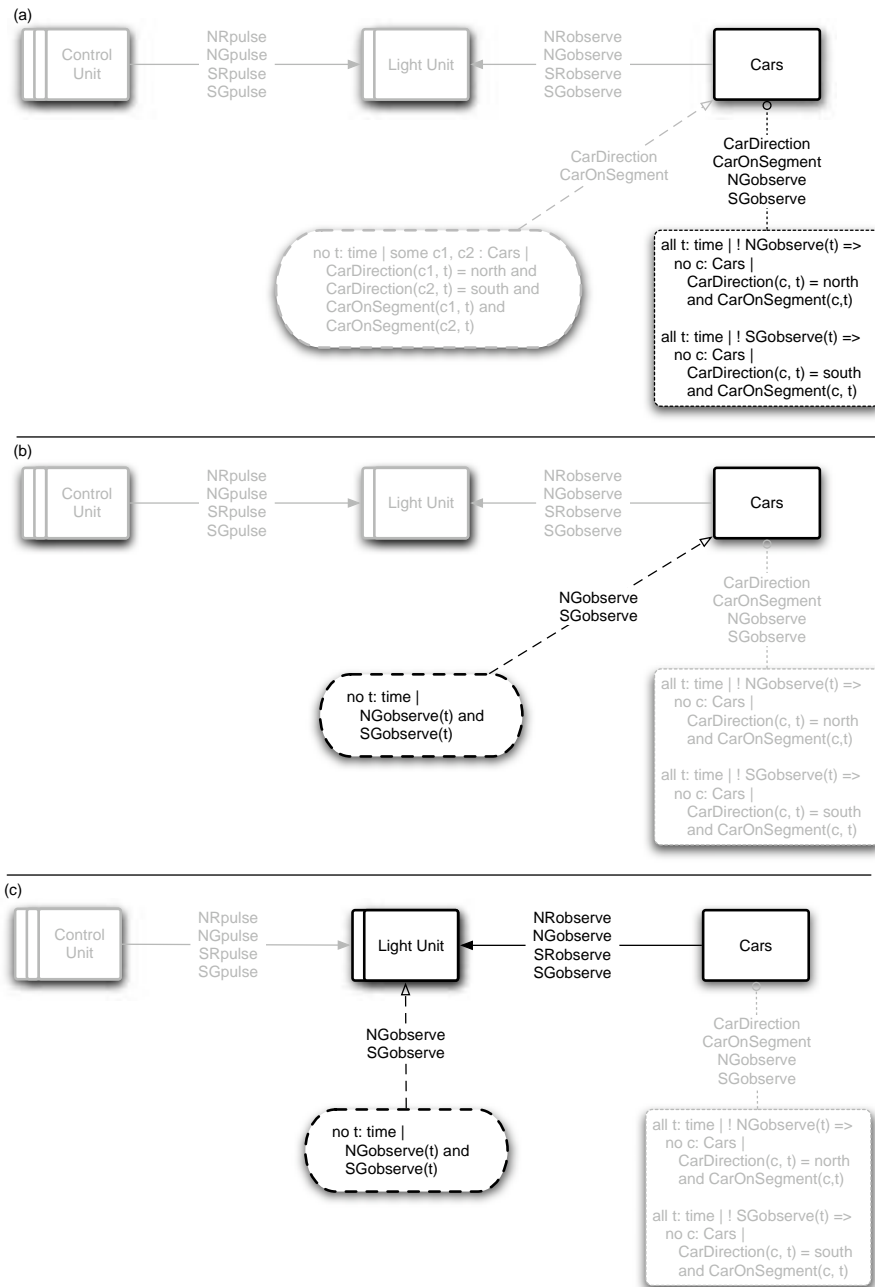 (a)
Control
Unit
NRpulse
NGpulse
SRpulse
SGpulse
Light Unit
NRobserve
NGobserve
SRobserve
SGobserve
Cars
CarDirection
CarOnSegment
CarDirection
CarOnSegment
NGobserve
SGobserve
no t: time | some c1, c2 : Cars |
CarDirection(c1, t) = north and
CarDirection(c2, t) = south and
CarOnSegment(c1, t) and
CarOnSegment(c2, t)
all t: time | ! NGobserve(t) =>
no c: Cars |
CarDirection(c, t) = north
and CarOnSegment(c,t)
all t: time | ! SGobserve(t) =>
no c: Cars |
CarDirection(c, t) = south
and CarOnSegment(c, t)
(b)
Control
Unit
NRpulse
NGpulse
SRpulse
SGpulse
Light Unit
NRobserve
NGobserve
SRobserve
SGobserve
Cars
NGobserve
SGobserve
CarDirection
CarOnSegment
NGobserve
SGobserve
no t: time |
NGobserve(t) and
SGobserve(t)
all t: time | ! NGobserve(t) =>
no c: Cars |
CarDirection(c, t) = north
and CarOnSegment(c,t)
all t: time | ! SGobserve(t) =>
no c: Cars |
CarDirection(c, t) = south
and CarOnSegment(c, t)
(c)
Control
Unit
NRpulse
NGpulse
SRpulse
SGpulse
Light Unit
NRobserve
NGobserve
SRobserve
SGobserve
Cars
NGobserve
SGobserve
CarDirection
CarOnSegment
NGobserve
SGobserve
no t: time |
NGobserve(t) and
SGobserve(t)
all t: time | ! NGobserve(t) =>
no c: Cars |
CarDirection(c, t) = north
and CarOnSegment(c,t)
all t: time | ! SGobserve(t) =>
no c: Cars |
CarDirection(c, t) = south
and CarOnSegment(c, t)